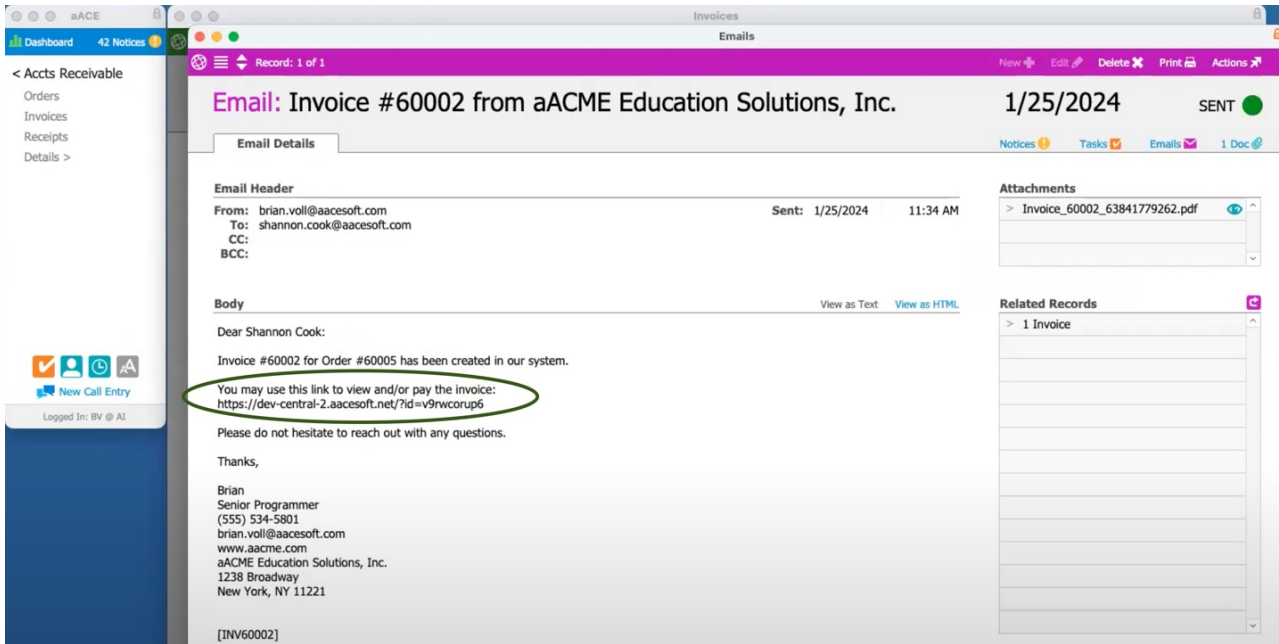 aACE
Invoices
Dashboard
42 Notices
Emails
Record: 1 of 1
New
Edit
Delete
Print
Actions
< Accts Receivable
Orders
Invoices
Receipts
Details >
Email: Invoice #60002 from aACME Education Solutions, Inc.
1/25/2024
SENT
Email Details
Notices
Tasks
Emails
1 Doc
Email Header
From: brian.voll@aacesoft.com
Sent: 1/25/2024 11:34 AM
To: shannon.cook@aacesoft.com
CC:
BCC:
Attachments
> Invoice_60002_63841779262.pdf
Body
View as Text
View as HTML
Related Records
> 1 Invoice
Dear Shannon Cook:
Invoice #60002 for Order #60005 has been created in our system.
You may use this link to view and/or pay the invoice:
https://dev-central-2.aacesoft.net/?id=v9rwcorup6
Please do not hesitate to reach out with any questions.
Thanks,
Brian
Senior Programmer
(555) 534-5801
brian.voll@aacesoft.com
www.aacme.com
aACME Education Solutions, Inc.
1238 Broadway
New York, NY 11221
[INV60002]
AA
New Call Entry
Logged In: BV @ AI